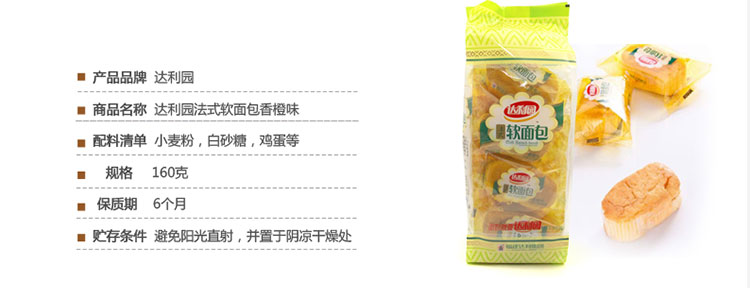 产品品牌 达利园
商品名称 达利园法式软面包香橙味
配料清单 小麦粉，白砂糖，鸡蛋等
规格 160克
保质期 6个月
贮存条件 避免阳光直射，并置于阴凉干燥处
达利园
软面包
达利园
软面包
达利园